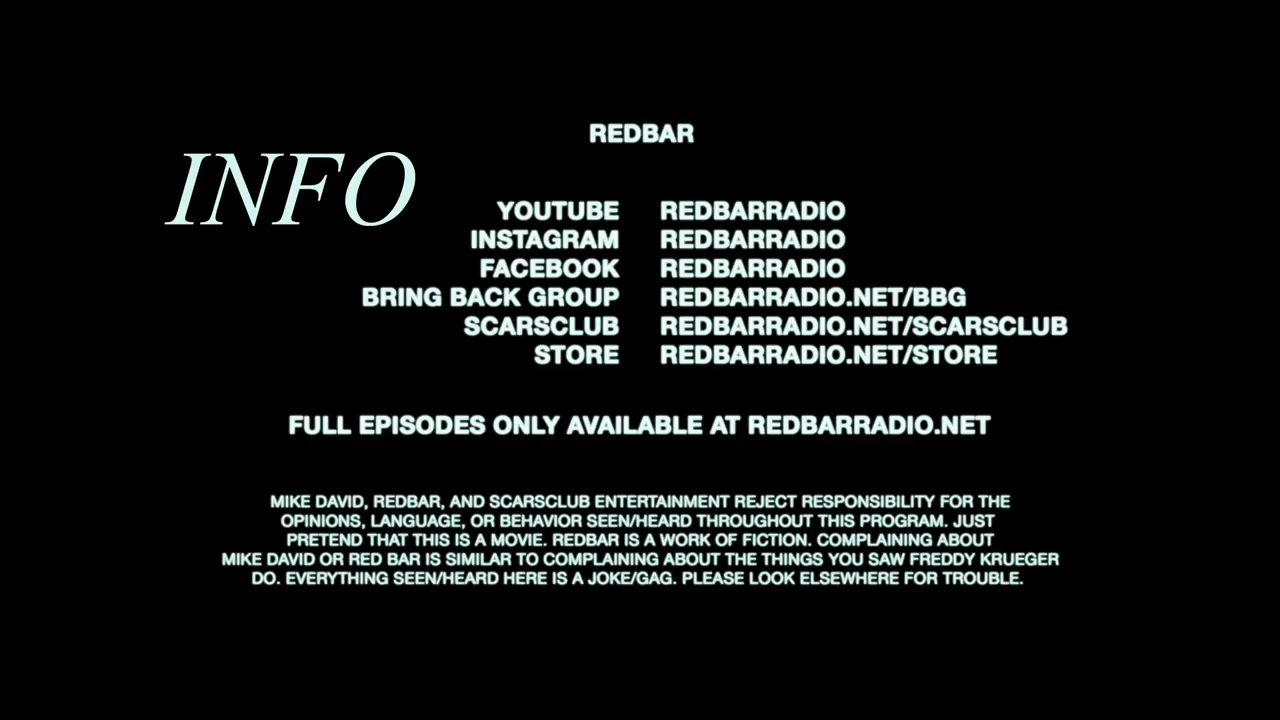 REDBAR
INFO
YOUTUBE REDBARRADIO
INSTAGRAM REDBARRADIO
FACEBOOK REDBARRADIO
BRING BACK GROUP REDBARRADIO.NET/BBG
SCARSCLUB REDBARRADIO.NET/SCARSCLUB
STORE REDBARRADIO.NET/STORE
FULL EPISODES ONLY AVAILABLE AT REDBARRADIO.NET
MIKE DAVID, REDBAR, AND SCARSCLUB ENTERTAINMENT REJECT RESPONSIBILITY FOR THE
OPINIONS, LANGUAGE, OR BEHAVIOR SEEN/HEARD THROUGHOUT THIS PROGRAM. JUST
PRETEND THAT THIS IS A MOVIE. REDBAR IS A WORK OF FICTION. COMPLAINING ABOUT
MIKE DAVID OR RED BAR IS SIMILAR TO COMPLAINING ABOUT THE THINGS YOU SAW FREDDY KRUEGER
DO. EVERYTHING SEEN/HEARD HERE IS A JOKE/GAG. PLEASE LOOK ELSEWHERE FOR TROUBLE.